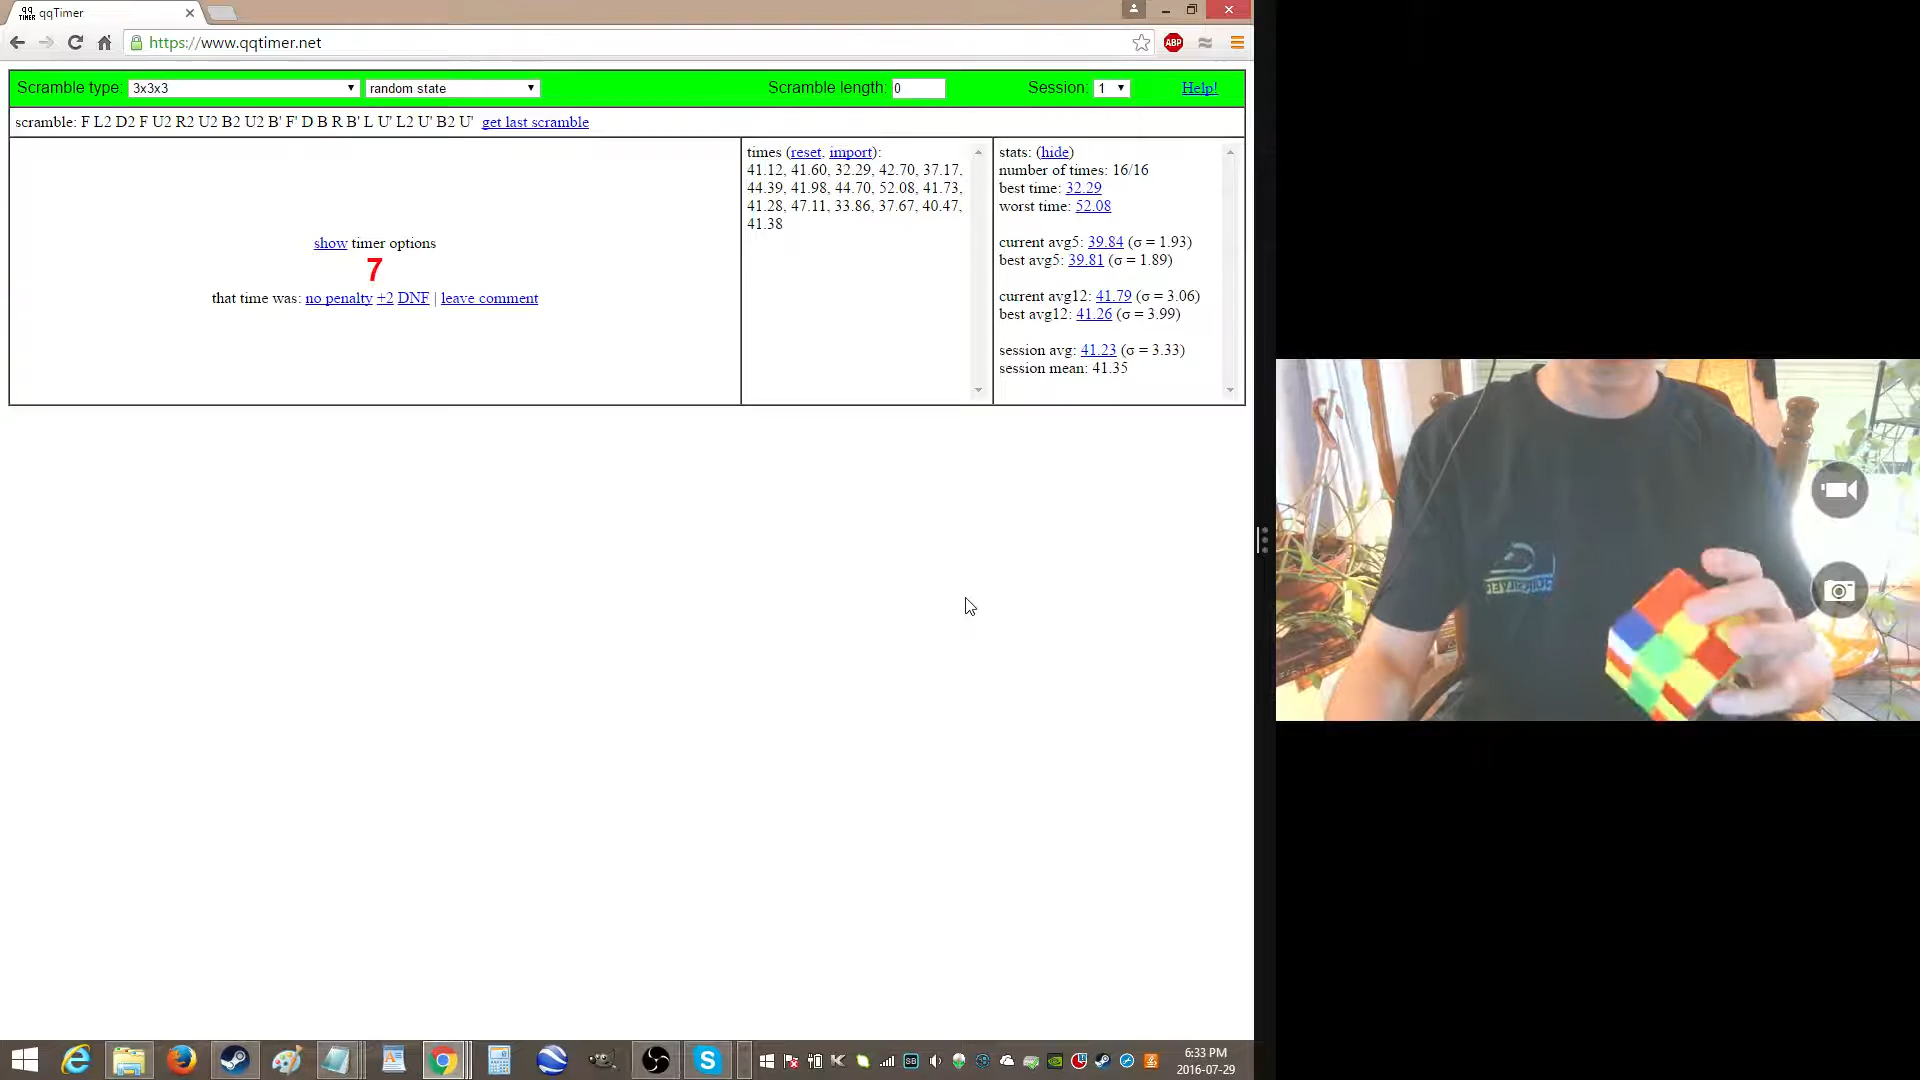 qqTimer
https://www.qqtimer.net
ABP
Scramble type: 3x3x3 random state Scramble length: 0 Session: 1 Help!
scramble: F L2 D2 F U2 R2 U2 B2 U2 B' F' D B R B' L U' L2 U' B2 U' get last scramble
show timer options
7
that time was: no penalty +2 DNF | leave comment
times (reset, import):
41.12, 41.60, 32.29, 42.70, 37.17,
44.39, 41.98, 44.70, 52.08, 41.73,
41.28, 47.11, 33.86, 37.67, 40.47,
41.38
stats: (hide)
number of times: 16/16
best time: 32.29
worst time: 52.08
current avg5: 39.84 (σ = 1.93)
best avg5: 39.81 (σ = 1.89)
current avg12: 41.79 (σ = 3.06)
best avg12: 41.26 (σ = 3.99)
session avg: 41.23 (σ = 3.33)
session mean: 41.35
6:33 PM
2016-07-29